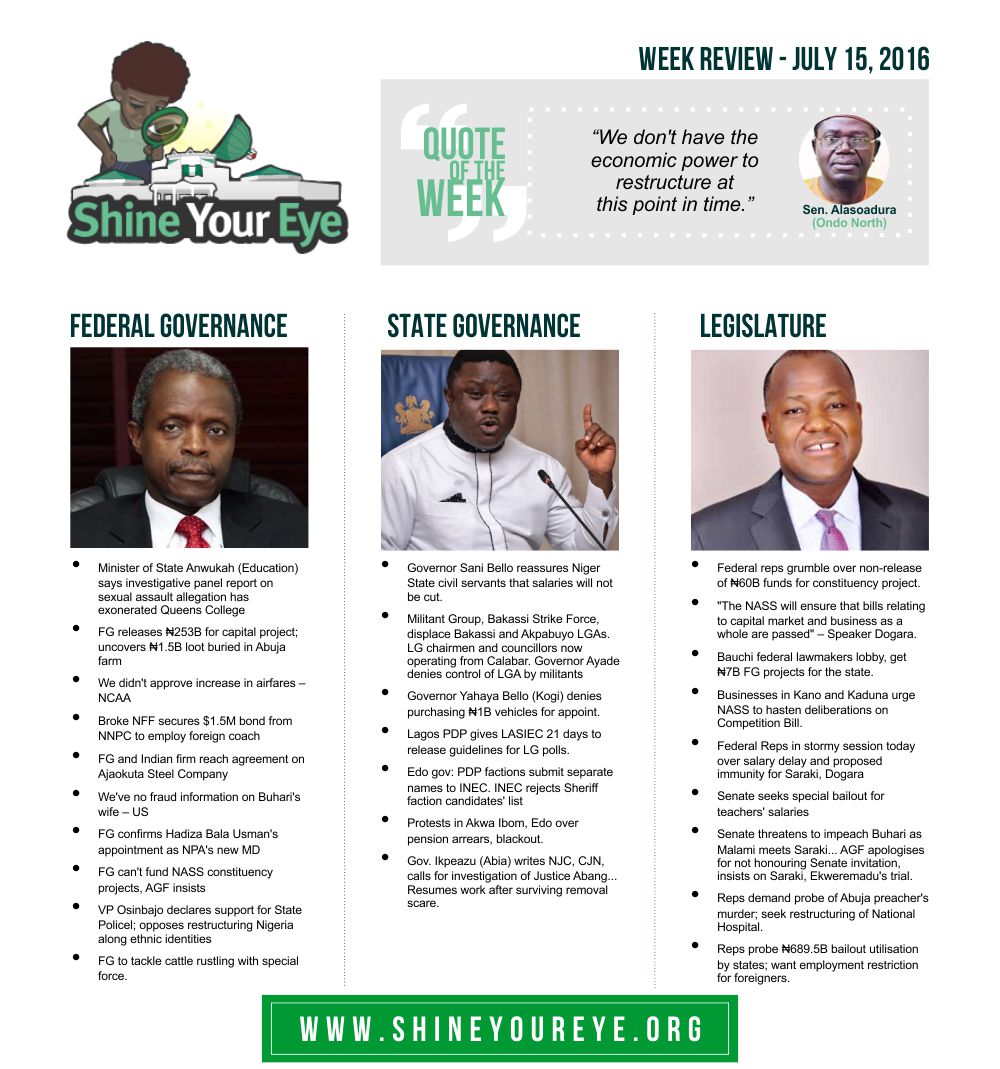 WEEK REVIEW - JULY 15, 2016
Shine Your Eye
QUOTE
OF THE
WEEK
“We don't have the
economic power to
restructure at
this point in time.”
Sen. Alasoadura
(Ondo North)
FEDERAL GOVERNANCE
• Minister of State Anwukah (Education)
says investigative panel report on
sexual assault allegation has
exonerated Queens College
• FG releases ₦253B for capital project;
uncovers ₦1.5B loot buried in Abuja
farm
• We didn't approve increase in airfares –
NCAA
• Broke NFF secures $1.5M bond from
NNPC to employ foreign coach
• FG and Indian firm reach agreement on
Ajaokuta Steel Company
• We've no fraud information on Buhari's
wife – US
• FG confirms Hadiza Bala Usman's
appointment as NPA's new MD
• FG can't fund NASS constituency
projects, AGF insists
• VP Osinbajo declares support for State
Policel; opposes restructuring Nigeria
along ethnic identities
• FG to tackle cattle rustling with special
force.
STATE GOVERNANCE
• Governor Sani Bello reassures Niger
State civil servants that salaries will not
be cut.
• Militant Group, Bakassi Strike Force,
displace Bakassi and Akpabuyo LGAs.
LG chairmen and councillors now
operating from Calabar. Governor Ayade
denies control of LGA by militants
• Governor Yahaya Bello (Kogi) denies
purchasing ₦1B vehicles for appoint.
• Lagos PDP gives LASIEC 21 days to
release guidelines for LG polls.
• Edo gov: PDP factions submit separate
names to INEC. INEC rejects Sheriff
faction candidates' list
• Protests in Akwa Ibom, Edo over
pension arrears, blackout.
• Gov. Ikpeazu (Abia) writes NJC, CJN,
calls for investigation of Justice Abang...
Resumes work after surviving removal
scare.
LEGISLATURE
• Federal reps grumble over non-release
of ₦60B funds for constituency project.
• "The NASS will ensure that bills relating
to capital market and business as a
whole are passed" – Speaker Dogara.
• Bauchi federal lawmakers lobby, get
₦7B FG projects for the state.
• Businesses in Kano and Kaduna urge
NASS to hasten deliberations on
Competition Bill.
• Federal Reps in stormy session today
over salary delay and proposed
immunity for Saraki, Dogara
• Senate seeks special bailout for
teachers' salaries
• Senate threatens to impeach Buhari as
Malami meets Saraki... AGF apologises
for not honouring Senate invitation,
insists on Saraki, Ekweremadu's trial.
• Reps demand probe of Abuja preacher's
murder; seek restructuring of National
Hospital.
• Reps probe ₦689.5B bailout utilisation
by states; want employment restriction
for foreigners.
WWW.SHINEYOUREYE.ORG